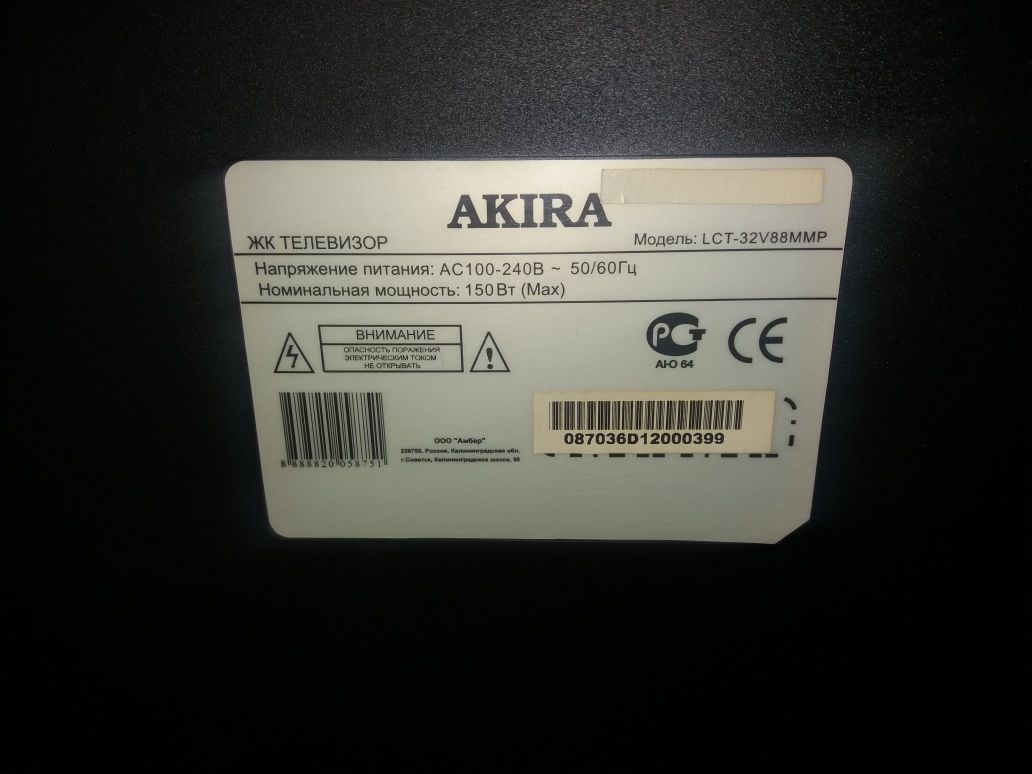 AKIRA
ЖК ТЕЛЕВИЗОР
Модель: LCT-32V88MMP
Напряжение питания: AC100-240В ~ 50/60Гц
Номинальная мощность: 150Вт (Max)
ВНИМАНИЕ
ОПАСНОСТЬ ПОРАЖЕНИЯ
ЭЛЕКТРИЧЕСКИМ ТОКОМ.
НЕ ОТКРЫВАТЬ
РСТ
АЮ 64
CE
8 888820 058751
ООО "Амбер"
238750, Россия, Калининградская обл.
г.Советск, Калининградское шоссе, 50
087036D12000399